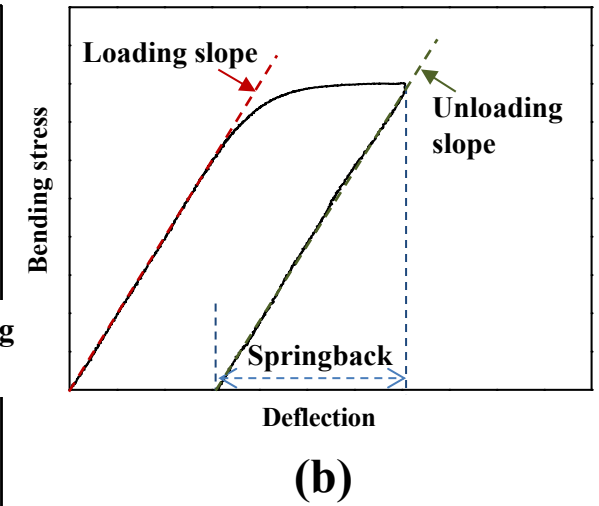 Loading slope
Unloading
slope
Bending stress
g
Springback
Deflection
(b)